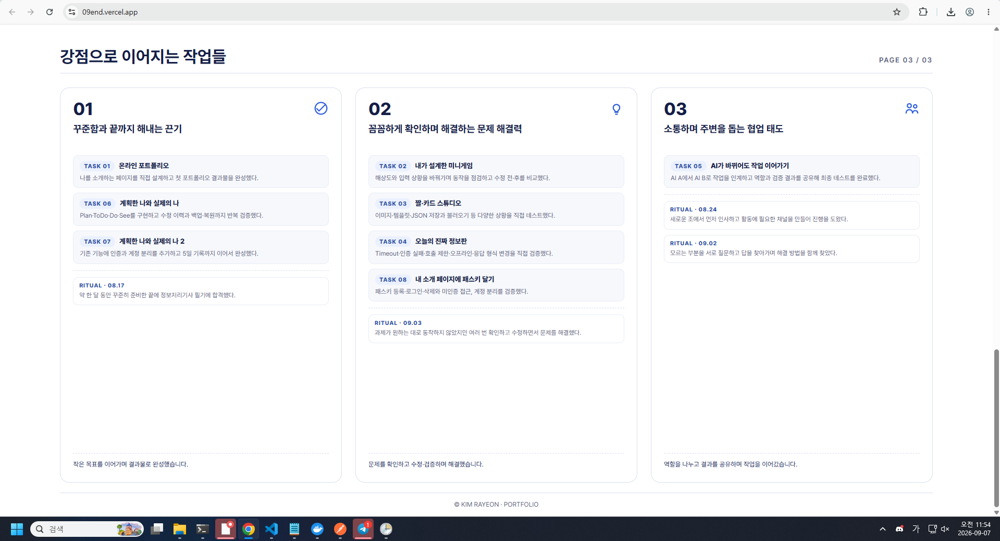 09end.vercel.app
강점으로 이어지는 작업들
PAGE 03 / 03
01
꾸준함과 끝까지 해내는 끈기
TASK 01 온라인 포트폴리오
나를 소개하는 페이지를 직접 설계하고 첫 포트폴리오 결과물을 완성했다.
TASK 06 계획한 나와 실제의 나
Plan·ToDo·Do·See를 구현하고 수정 이력과 백업·복원까지 반복 검증했다.
TASK 07 계획한 나와 실제의 나 2
기존 기능에 인증과 계정 분리를 추가하고 5일 기록까지 이어서 완성했다.
RITUAL · 08.17
약 한 달 동안 꾸준히 준비한 끝에 정보처리기사 필기에 합격했다.
작은 목표를 이어가며 결과물로 완성했습니다.
02
꼼꼼하게 확인하며 해결하는 문제 해결력
TASK 02 내가 설계한 미니게임
해상도와 입력 상황을 바꿔가며 동작을 점검하고 수정 전·후를 비교했다.
TASK 03 짤·카드 스튜디오
이미지·템플릿·JSON 저장과 불러오기 등 다양한 상황을 직접 테스트했다.
TASK 04 오늘의 진짜 정보판
Timeout·인증 실패·호출 제한·오프라인·응답 형식 변경을 직접 검증했다.
TASK 08 내 소개 페이지에 패스키 달기
패스키 등록·로그인·삭제와 미인증 접근, 계정 분리를 검증했다.
RITUAL · 09.03
과제가 원하는 대로 동작하지 않았지만 여러 번 확인하고 수정하면서 문제를 해결했다.
문제를 확인하고 수정·검증하며 해결했습니다.
03
소통하며 주변을 돕는 협업 태도
TASK 05 AI가 바뀌어도 작업 이어가기
AI A에서 AI B로 작업을 인계하고 역할과 검증 결과를 공유해 최종 테스트를 완료했다.
RITUAL · 08.24
새로운 조에서 먼저 인사하고 활동에 필요한 채널을 만들어 진행을 도왔다.
RITUAL · 09.02
모르는 부분을 서로 질문하고 답을 찾아가며 해결 방법을 함께 찾았다.
역할을 나누고 결과를 공유하며 작업을 이어갔습니다.
© KIM RAYEON · PORTFOLIO
검색
1
가
오전 11:54
2026-09-07